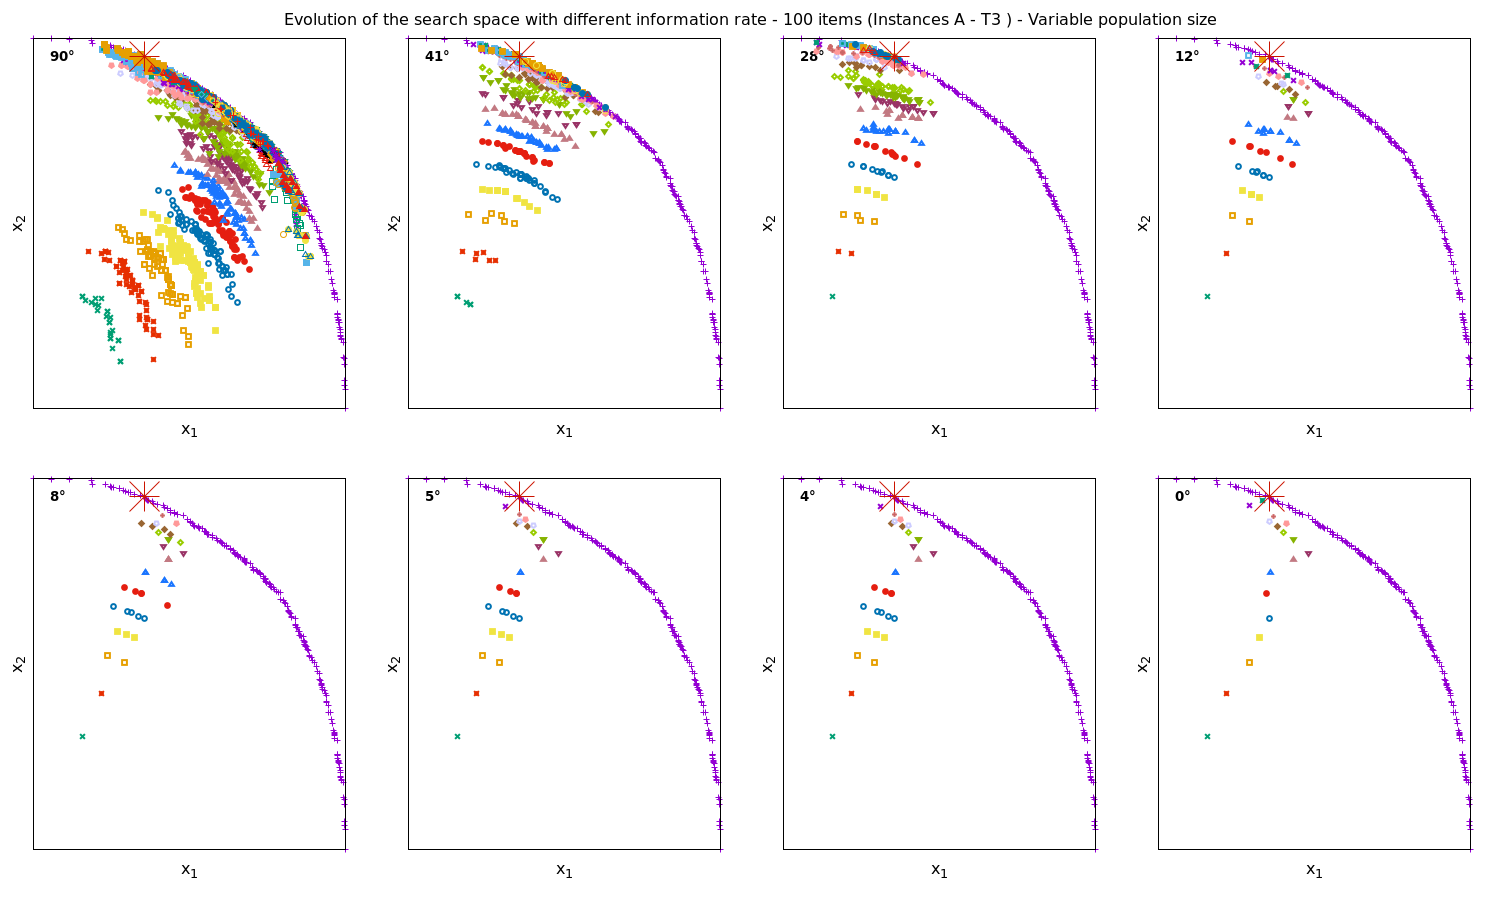 Evolution of the search space with different information rate - 100 items (Instances A - T3 ) - Variable population size
90°
41°
28°
12°
x2
x2
x2
x2
x1
x1
x1
x1
8°
5°
4°
0°
x2
x2
x2
x2
x1
x1
x1
x1